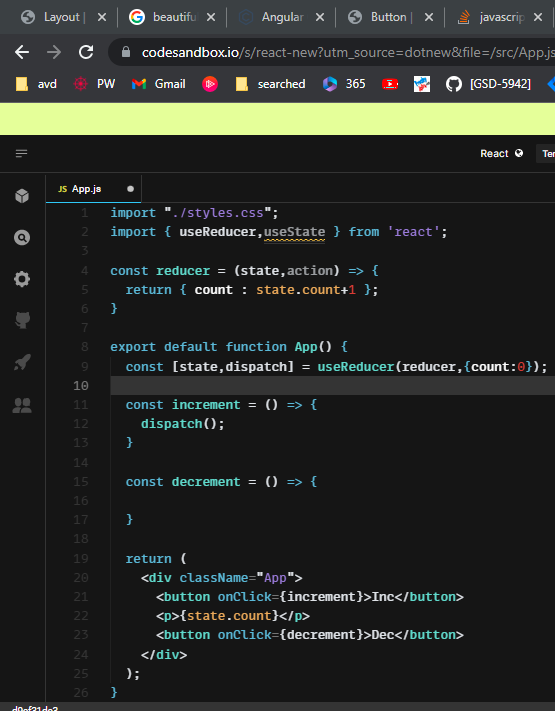 Layout |
beautiful
Angular
Button |
javascrip
codesandbox.io/s/react-new?utm_source=dotnew&file=/src/App.js
avd
PW
Gmail
searched
365
[GSD-5942]
React
Ter
JS App.js
1 import "./styles.css";
2 import { useReducer,useState } from 'react';
3
4 const reducer = (state,action) => {
5 return { count : state.count+1 };
6 }
7
8 export default function App() {
9 const [state,dispatch] = useReducer(reducer,{count:0});
10
11 const increment = () => {
12 dispatch();
13 }
14
15 const decrement = () => {
16
17 }
18
19 return (
20 <div className="App">
21 <button onClick={increment}>Inc</button>
22 <p>{state.count}</p>
23 <button onClick={decrement}>Dec</button>
24 </div>
25 );
26 }